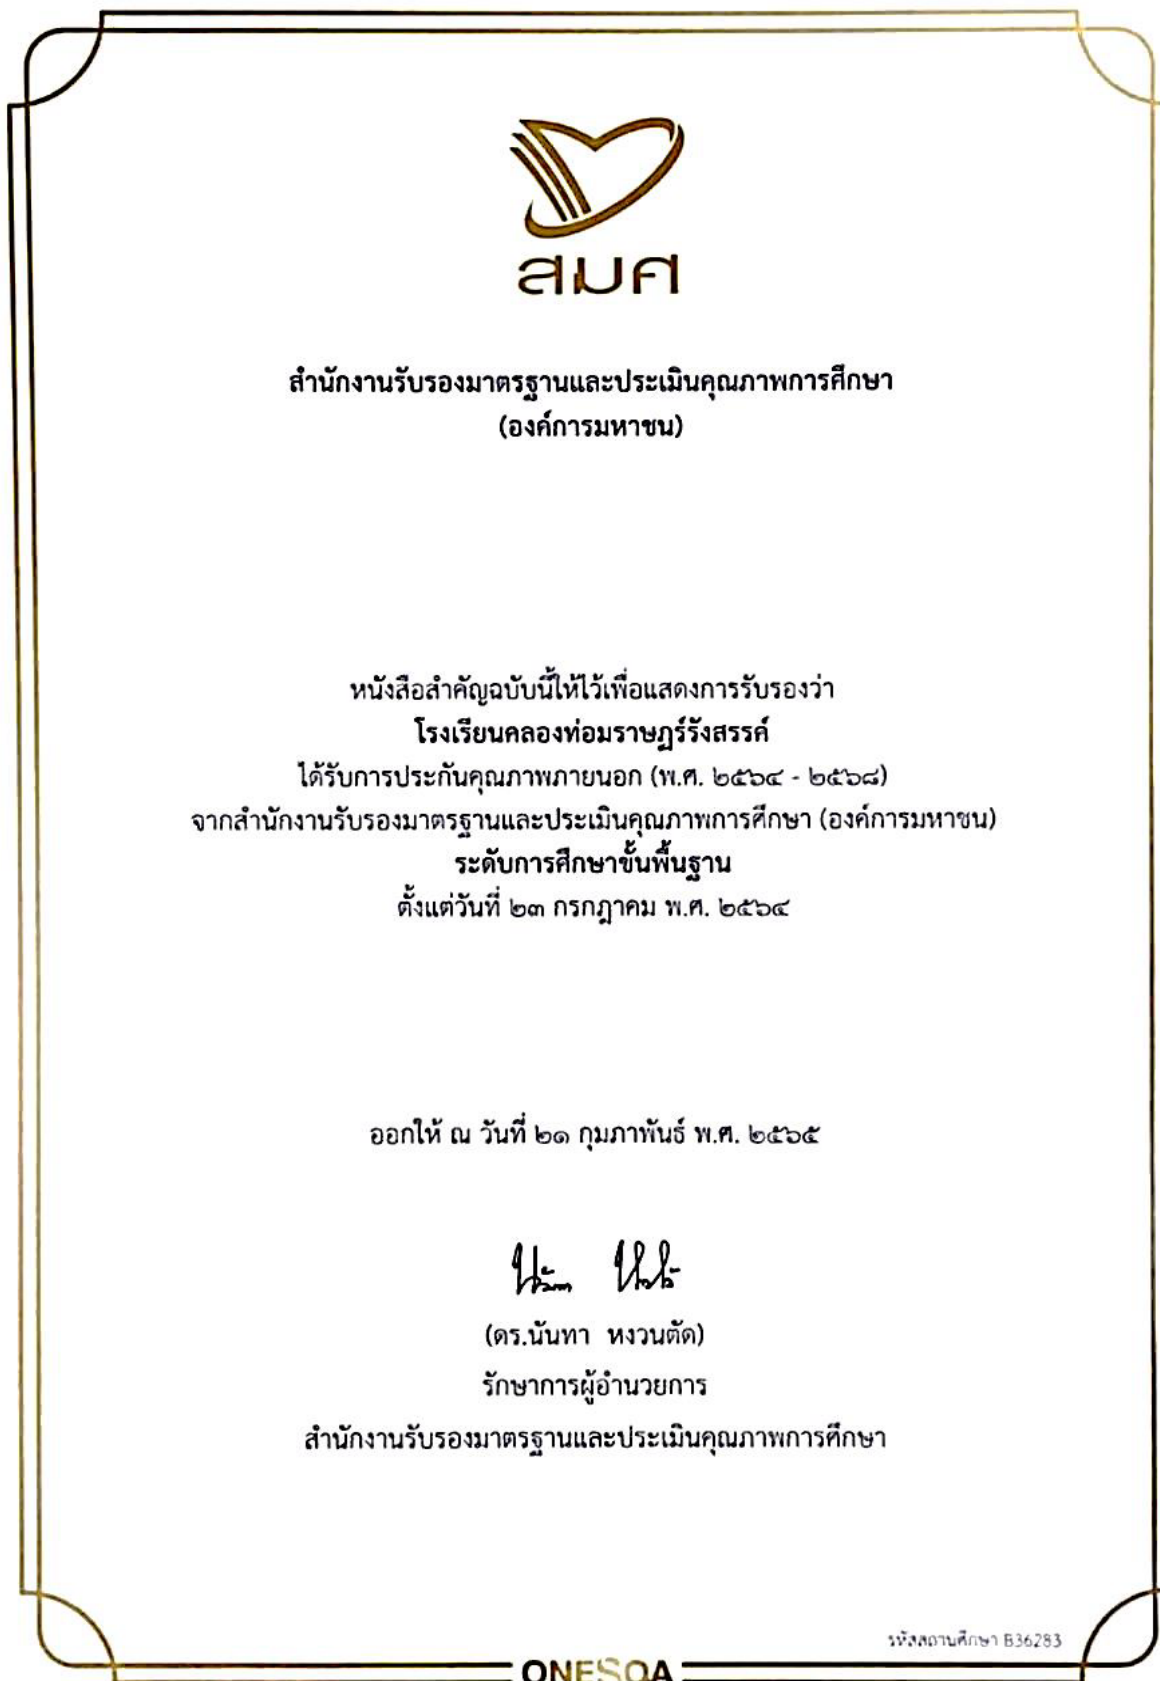 สมศ
สำนักงานรับรองมาตรฐานและประเมินคุณภาพการศึกษา
(องค์การมหาชน)
หนังสือสำคัญฉบับนี้ให้ไว้เพื่อแสดงการรับรองว่า
โรงเรียนคลองท่อมราษฎร์รังสรรค์
ได้รับการประกันคุณภาพภายนอก (พ.ศ. ๒๕๖๔ - ๒๕๖๘)
จากสำนักงานรับรองมาตรฐานและประเมินคุณภาพการศึกษา (องค์การมหาชน)
ระดับการศึกษาขั้นพื้นฐาน
ตั้งแต่วันที่ ๒๓ กรกฎาคม พ.ศ. ๒๕๖๔
ออกให้ ณ วันที่ ๒๑ กุมภาพันธ์ พ.ศ. ๒๕๖๕
(ดร.นันทา หงวนตัด)
รักษาการผู้อำนวยการ
สำนักงานรับรองมาตรฐานและประเมินคุณภาพการศึกษา
รหัสสถานศึกษา B36283
ONESQA